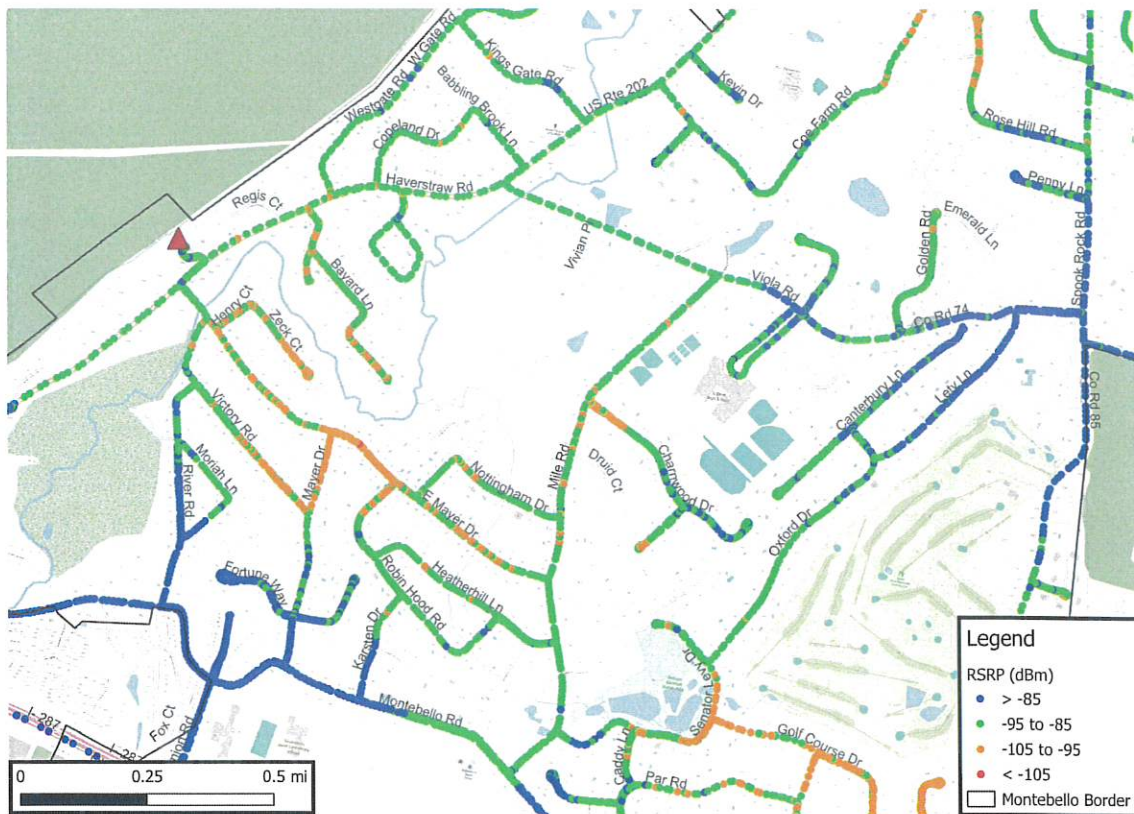 W Gate Rd
Westgate Rd
Kings Gate Rd
Babbling Brook Ln
Copeland Dr
US Rte 202
Kevin Dr
Coe Farm Rd
Rose Hill Rd
Penny Ln
Haverstraw Rd
Regis Ct
Vivian Pl
Emerald Ln
Golden Rd
Spook Rock Rd
Bayard Ln
Viola Rd
Co Rd 74
Henry Ct
Zeck Ct
Canterbury Ln
Lety Ln
Co Rd 85
Victory Rd
Mile Rd
Druid Ct
Charnwood Dr
Nottingham Dr
Moriah Ln
River Rd
Mayer Dr
E Mayer Dr
Oxford Dr
Fortune Way
Heatherhill Ln
Robin Hood Rd
Karsten Dr
Lew Dr
Senator
Montebello Rd
Golf Course Dr
Caddy Ln
Par Rd
I-287
I-28
Fox Ct
nion Rd
0 0.25 0.5 mi
Legend
RSRP (dBm)
> -85
-95 to -85
-105 to -95
< -105
Montebello Border